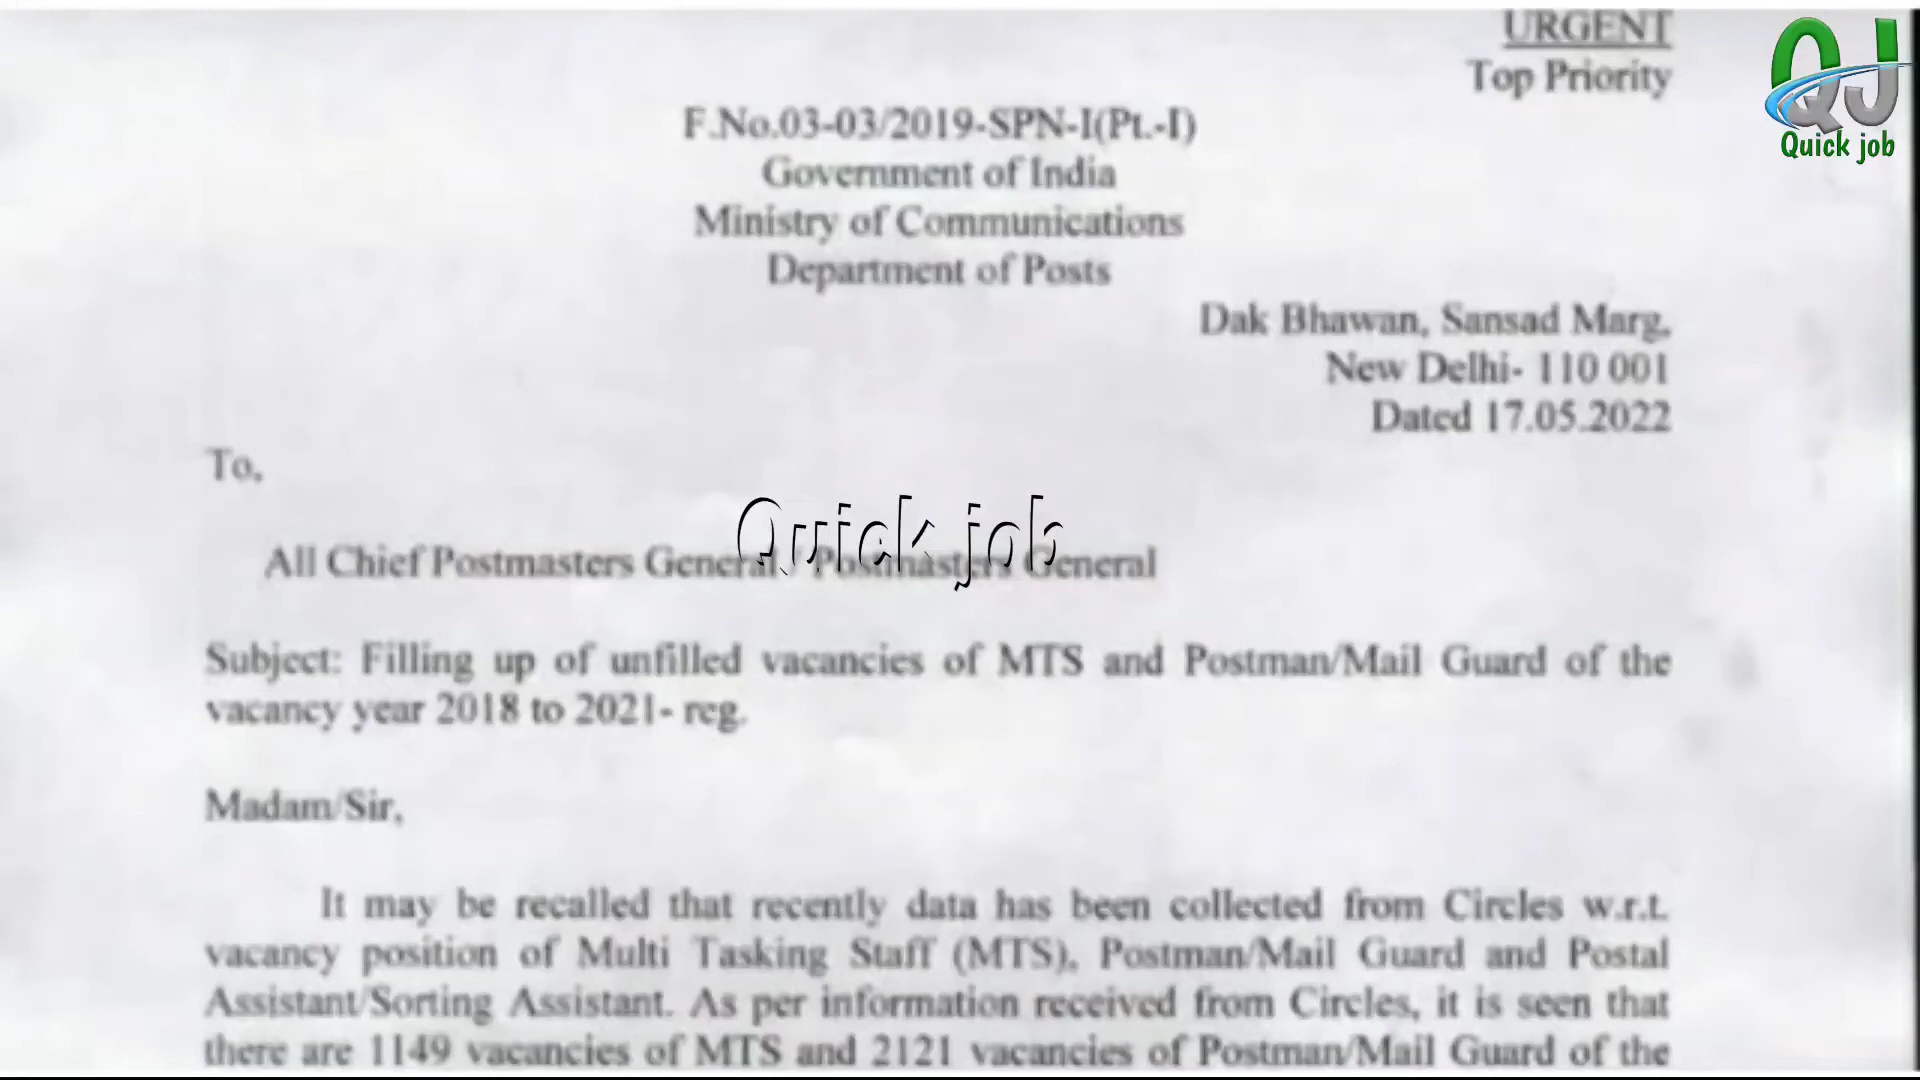 URGENT
Top Priority
QJ
Quick job
F.No.03-03/2019-SPN-I(Pt.-I)
Government of India
Ministry of Communications
Department of Posts
Dak Bhawan, Sansad Marg,
New Delhi- 110 001
Dated 17.05.2022
To,
Quick job
All Chief Postmasters General/ Postmasters General
Subject: Filling up of unfilled vacancies of MTS and Postman/Mail Guard of the
vacancy year 2018 to 2021- reg.
Madam/Sir,
It may be recalled that recently data has been collected from Circles w.r.t.
vacancy position of Multi Tasking Staff (MTS), Postman/Mail Guard and Postal
Assistant/Sorting Assistant. As per information received from Circles, it is seen that
there are 1149 vacancies of MTS and 2121 vacancies of Postman/Mail Guard of the